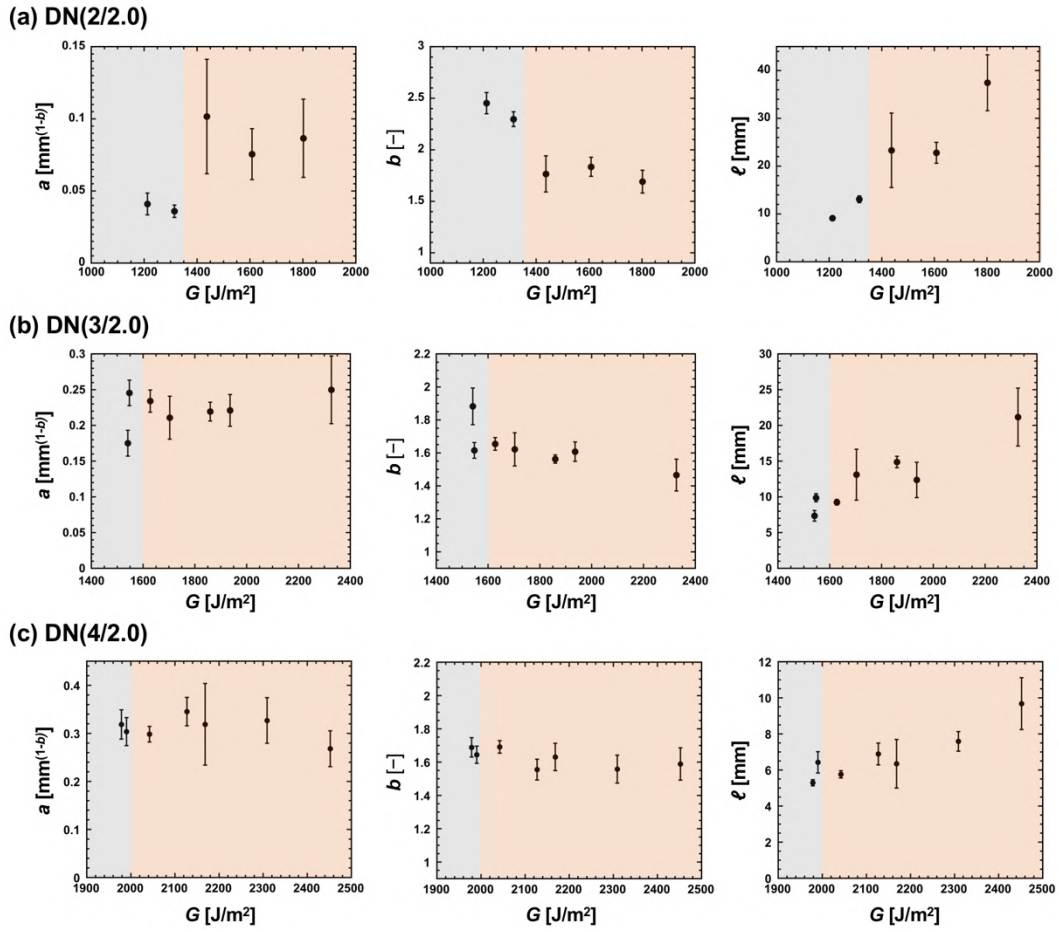 (a) DN(2/2.0)
0.15
0.1
0.05
0
a [mm(1-b)]
1000 1200 1400 1600 1800 2000
G [J/m²]
3
2.5
2
1.5
1
b [−]
1000 1200 1400 1600 1800 2000
G [J/m²]
40
30
20
10
0
ℓ [mm]
1000 1200 1400 1600 1800 2000
G [J/m²]
(b) DN(3/2.0)
0.3
0.25
0.2
0.15
0.1
0.05
0
a [mm(1-b)]
1400 1600 1800 2000 2200 2400
G [J/m²]
2.2
2
1.8
1.6
1.4
1.2
1
b [−]
1400 1600 1800 2000 2200 2400
G [J/m²]
30
25
20
15
10
5
0
ℓ [mm]
1400 1600 1800 2000 2200 2400
G [J/m²]
(c) DN(4/2.0)
0.4
0.3
0.2
0.1
0
a [mm(1-b)]
1900 2000 2100 2200 2300 2400 2500
G [J/m²]
2.2
2
1.8
1.6
1.4
1.2
1
b [−]
1900 2000 2100 2200 2300 2400 2500
G [J/m²]
12
10
8
6
4
2
0
ℓ [mm]
1900 2000 2100 2200 2300 2400 2500
G [J/m²]